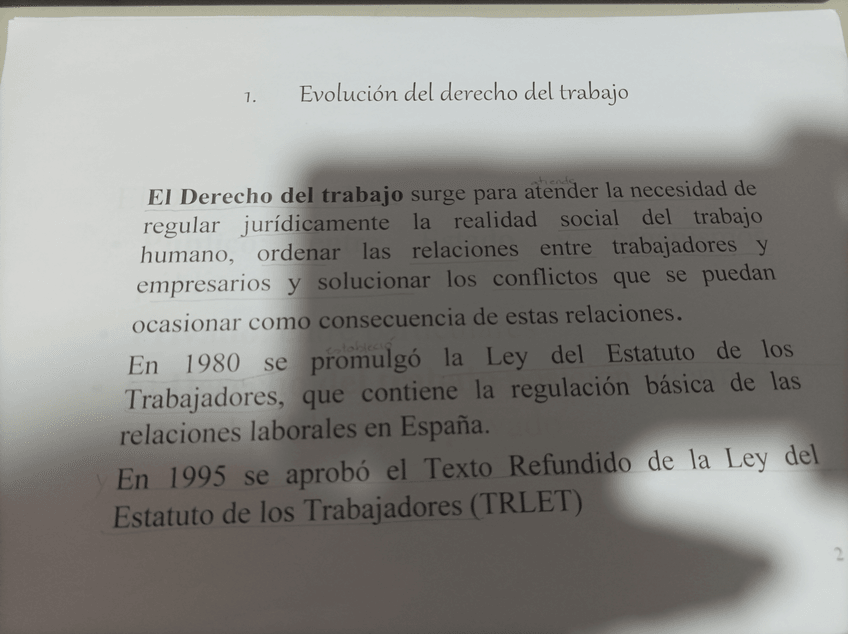 1. Evolución del derecho del trabajo
El Derecho del trabajo surge para atender la necesidad de
regular jurídicamente la realidad social del trabajo
humano, ordenar las relaciones entre trabajadores y
empresarios y solucionar los conflictos que se puedan
ocasionar como consecuencia de estas relaciones.
En 1980 se promulgó la Ley del Estatuto de los
Trabajadores, que contiene la regulación básica de las
relaciones laborales en España.
En 1995 se aprobó el Texto Refundido de la Ley del
Estatuto de los Trabajadores (TRLET)
2